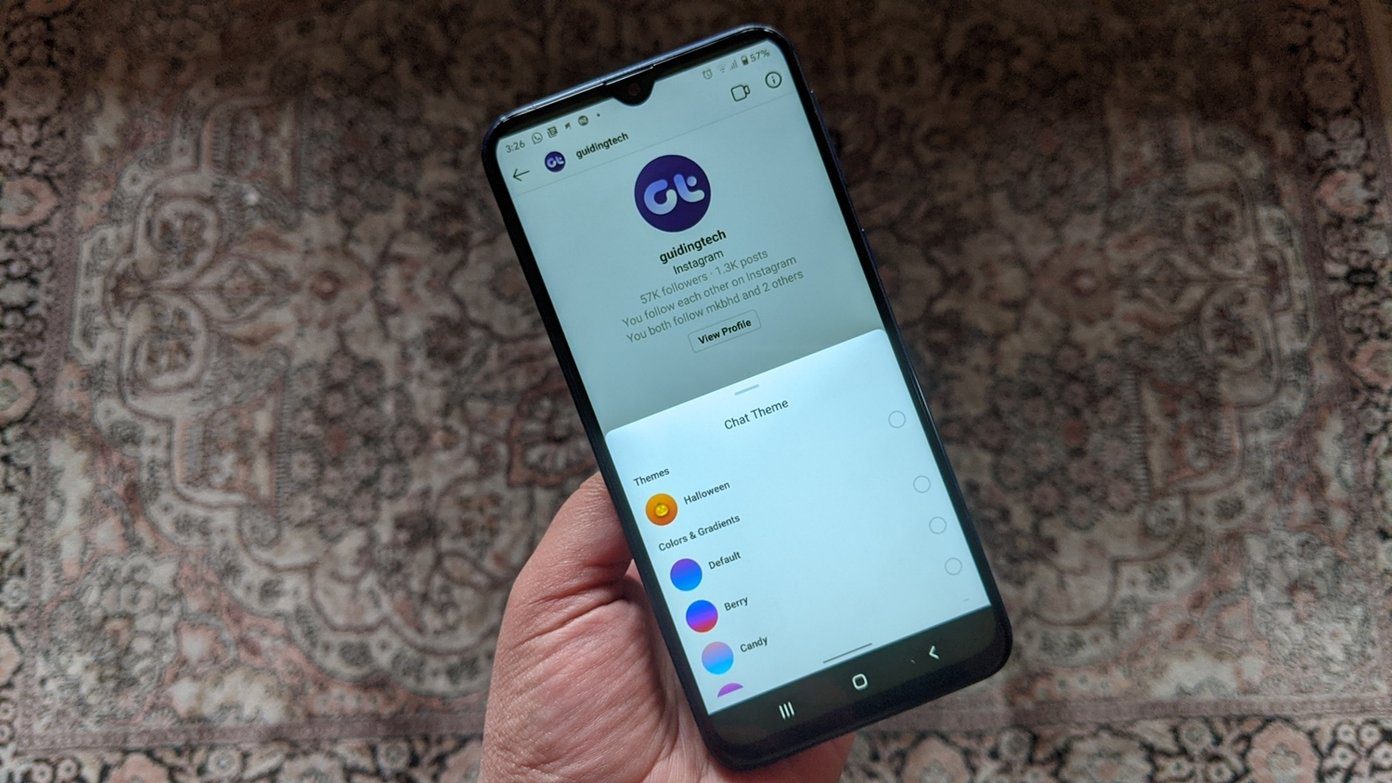 3:26
57%
guidingtech
Gt
guidingtech
Instagram
57K followers · 1.3K posts
You follow each other on Instagram
You both follow mkbhd and 2 others
View Profile
Chat Theme
Themes
Halloween
Colors & Gradients
Default
Berry
Candy